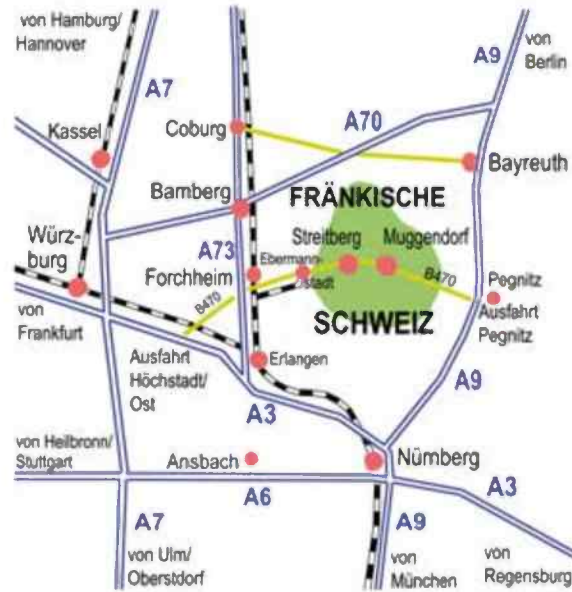 von Hamburg/
Hannover
A9
von
Berlin
A7
Kassel
Coburg
A70
Bayreuth
Bamberg
FRÄNKISCHE
Würz-
burg
A73
Ebermann-
stadt
Streitberg
Muggendorf
Forchheim
B470
B470
Pegnitz
Ausfahrt
Pegnitz
von
Frankfurt
SCHWEIZ
Ausfahrt
Höchstadt/
Ost
Erlangen
A9
A3
von Heilbronn/
Stuttgart
Ansbach
Nürnberg
A6
A3
A7
A9
von Ulm/
Oberstdorf
von
München
von
Regensburg